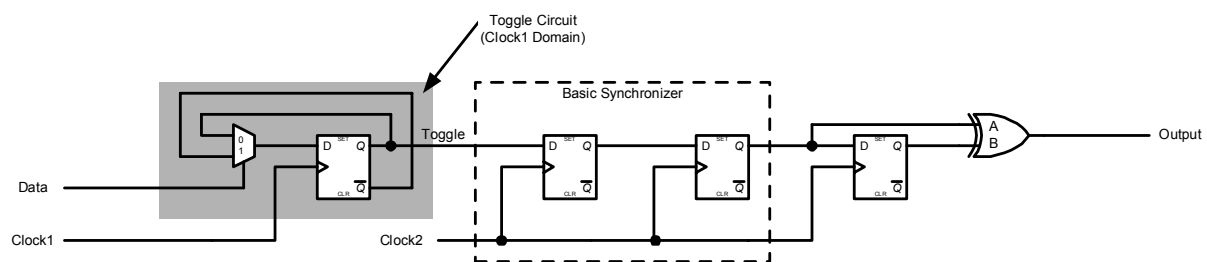 Toggle Circuit
(Clock1 Domain)
Basic Synchronizer
0
1
D
SET
Q
CLR
Q
Toggle
D
SET
Q
CLR
Q
D
SET
Q
CLR
Q
D
SET
Q
CLR
Q
A
B
Output
Data
Clock1
Clock2